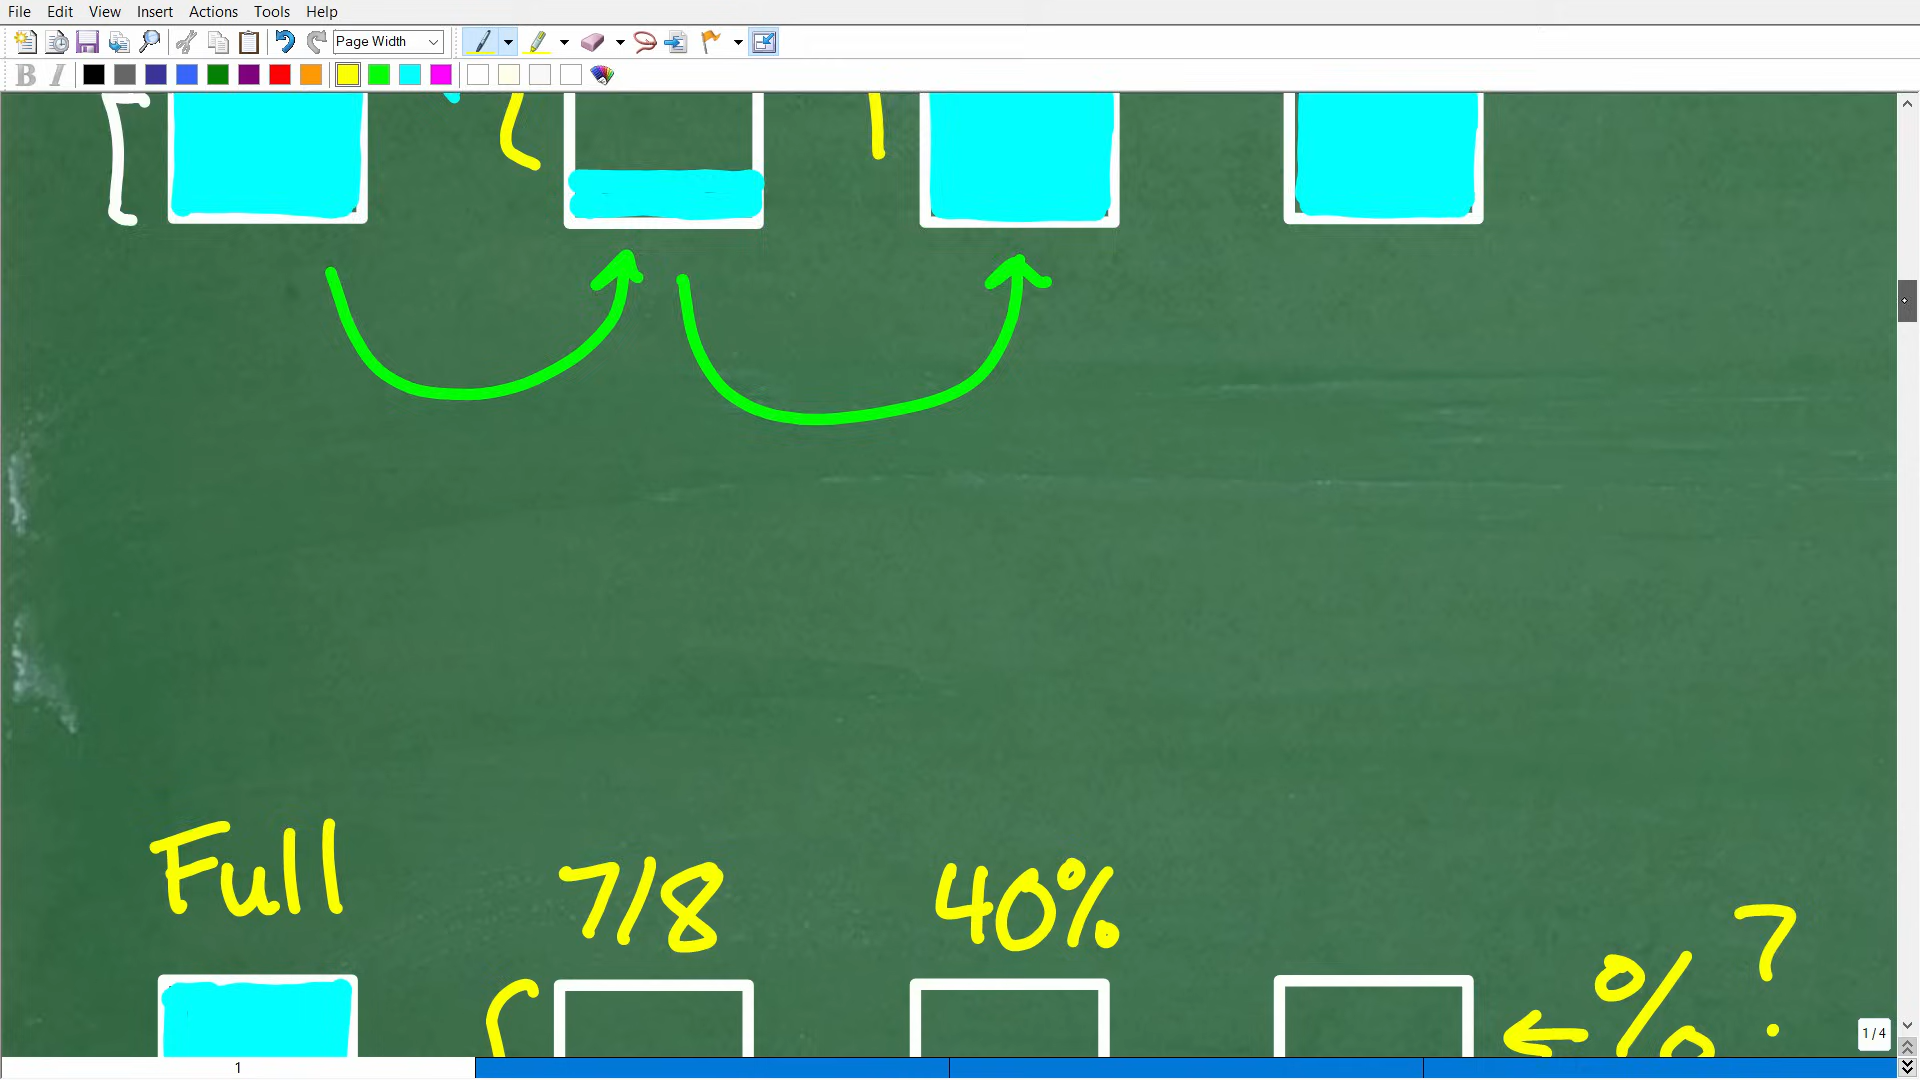 File Edit View Insert Actions Tools Help
Page Width
B I
Full 7/8 40%
% ?
1 / 4
1